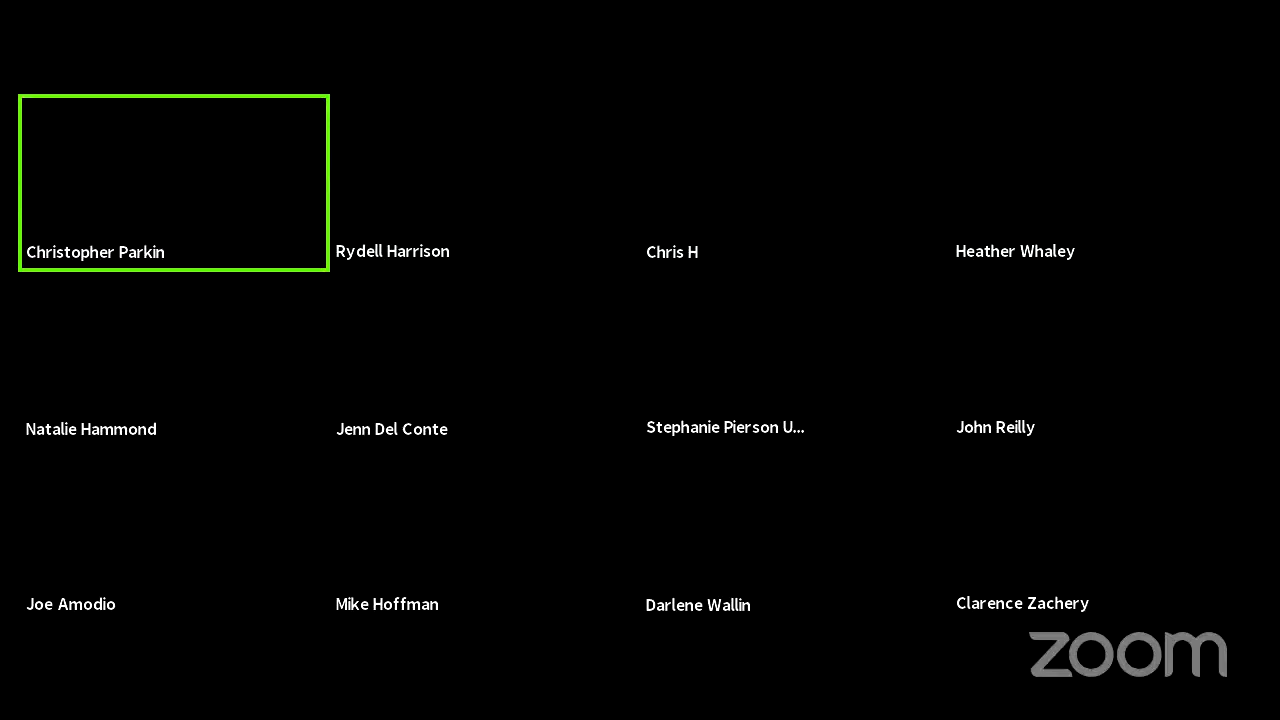 Christopher Parkin
Rydell Harrison
Chris H
Heather Whaley
Natalie Hammond
Jenn Del Conte
Stephanie Pierson U...
John Reilly
Joe Amodio
Mike Hoffman
Darlene Wallin
Clarence Zachery
zoom